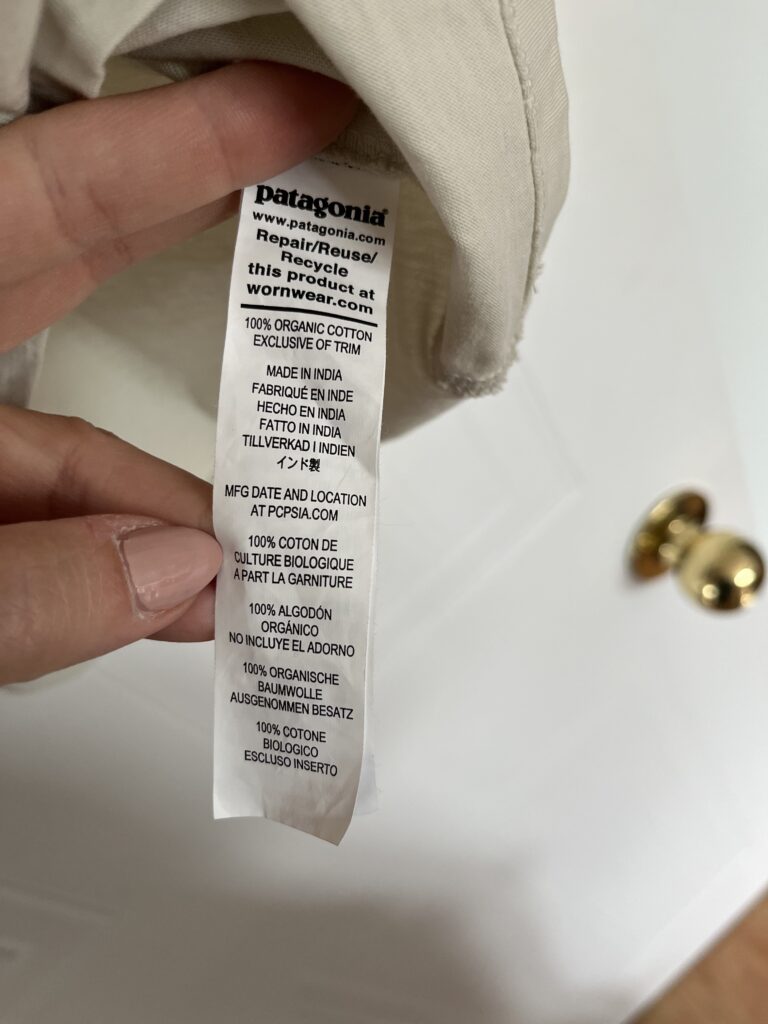 patagonia®
www.patagonia.com
Repair/Reuse/
Recycle
this product at
wornwear.com
100% ORGANIC COTTON
EXCLUSIVE OF TRIM
MADE IN INDIA
FABRIQUÉ EN INDE
HECHO EN INDIA
FATTO IN INDIA
TILLVERKAD I INDIEN
インド製
MFG DATE AND LOCATION
AT PCPSIA.COM
100% COTON DE
CULTURE BIOLOGIQUE
A PART LA GARNITURE
100% ALGODÓN
ORGÁNICO
NO INCLUYE EL ADORNO
100% ORGANISCHE
BAUMWOLLE
AUSGENOMMEN BESATZ
100% COTONE
BIOLOGICO
ESCLUSO INSERTO